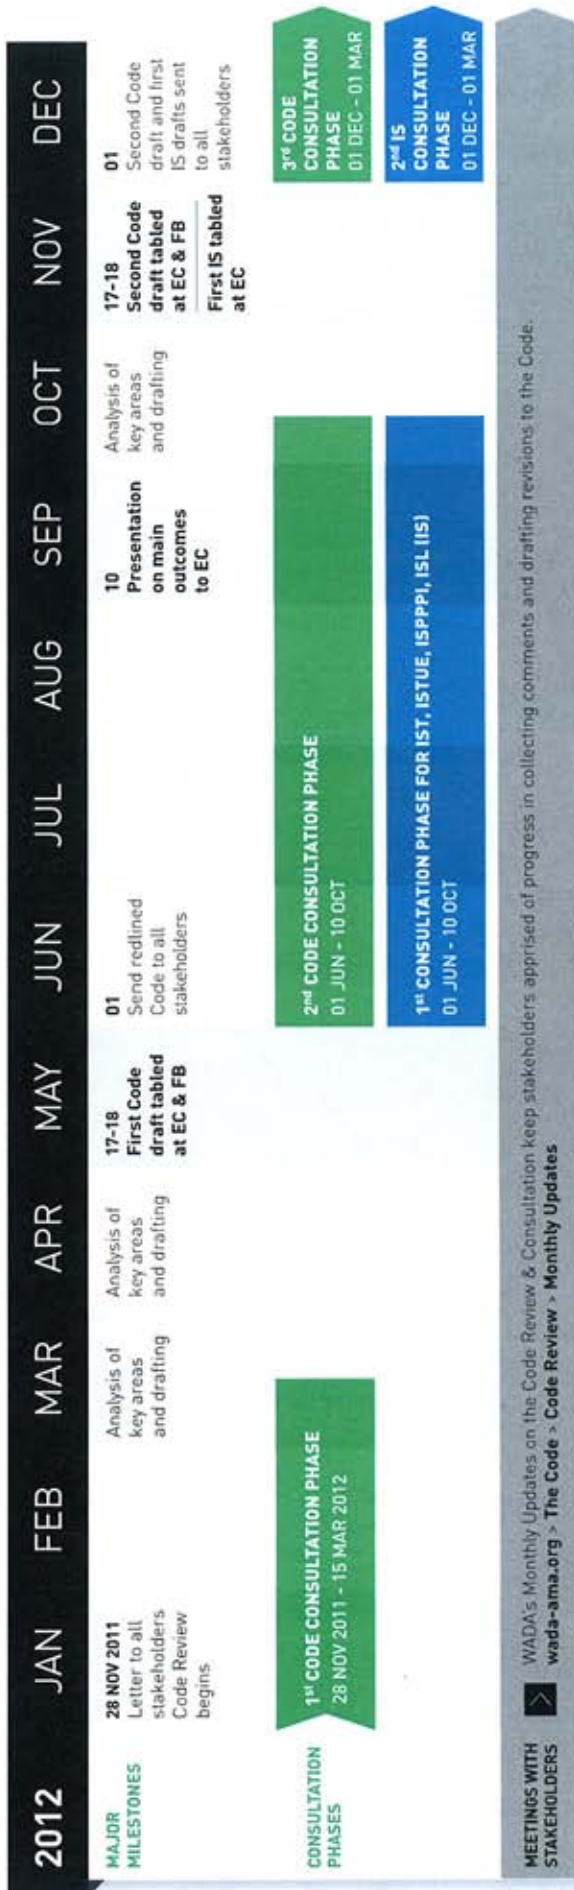 2012
JAN
FEB
MAR
APR
MAY
JUN
JUL
AUG
SEP
OCT
NOV
DEC
MAJOR
MILESTONES
28 NOV 2011
Letter to all
stakeholders
Code Review
begins
Analysis of
key areas
and drafting
Analysis of
key areas
and drafting
17-18
First Code
draft tabled
at EC & FB
01
Send redlined
Code to all
stakeholders
10
Presentation
on main
outcomes
to EC
Analysis of
key areas
and drafting
17-18
Second Code
draft tabled
at EC & FB
First IS tabled
at EC
01
Second Code
draft and first
IS drafts sent
to all
stakeholders
CONSULTATION
PHASES
1st CODE CONSULTATION PHASE
28 NOV 2011 - 15 MAR 2012
2nd CODE CONSULTATION PHASE
01 JUN - 10 OCT
3rd CODE
CONSULTATION
PHASE
01 DEC - 01 MAR
1st CONSULTATION PHASE FOR IST, ISTUE, ISPPPI, ISL (IS)
01 JUN - 10 OCT
2nd IS
CONSULTATION
PHASE
01 DEC - 01 MAR
MEETINGS WITH
STAKEHOLDERS
> WADA's Monthly Updates on the Code Review & Consultation keep stakeholders apprised of progress in collecting comments and drafting revisions to the Code.
wada-ama.org > The Code > Code Review > Monthly Updates